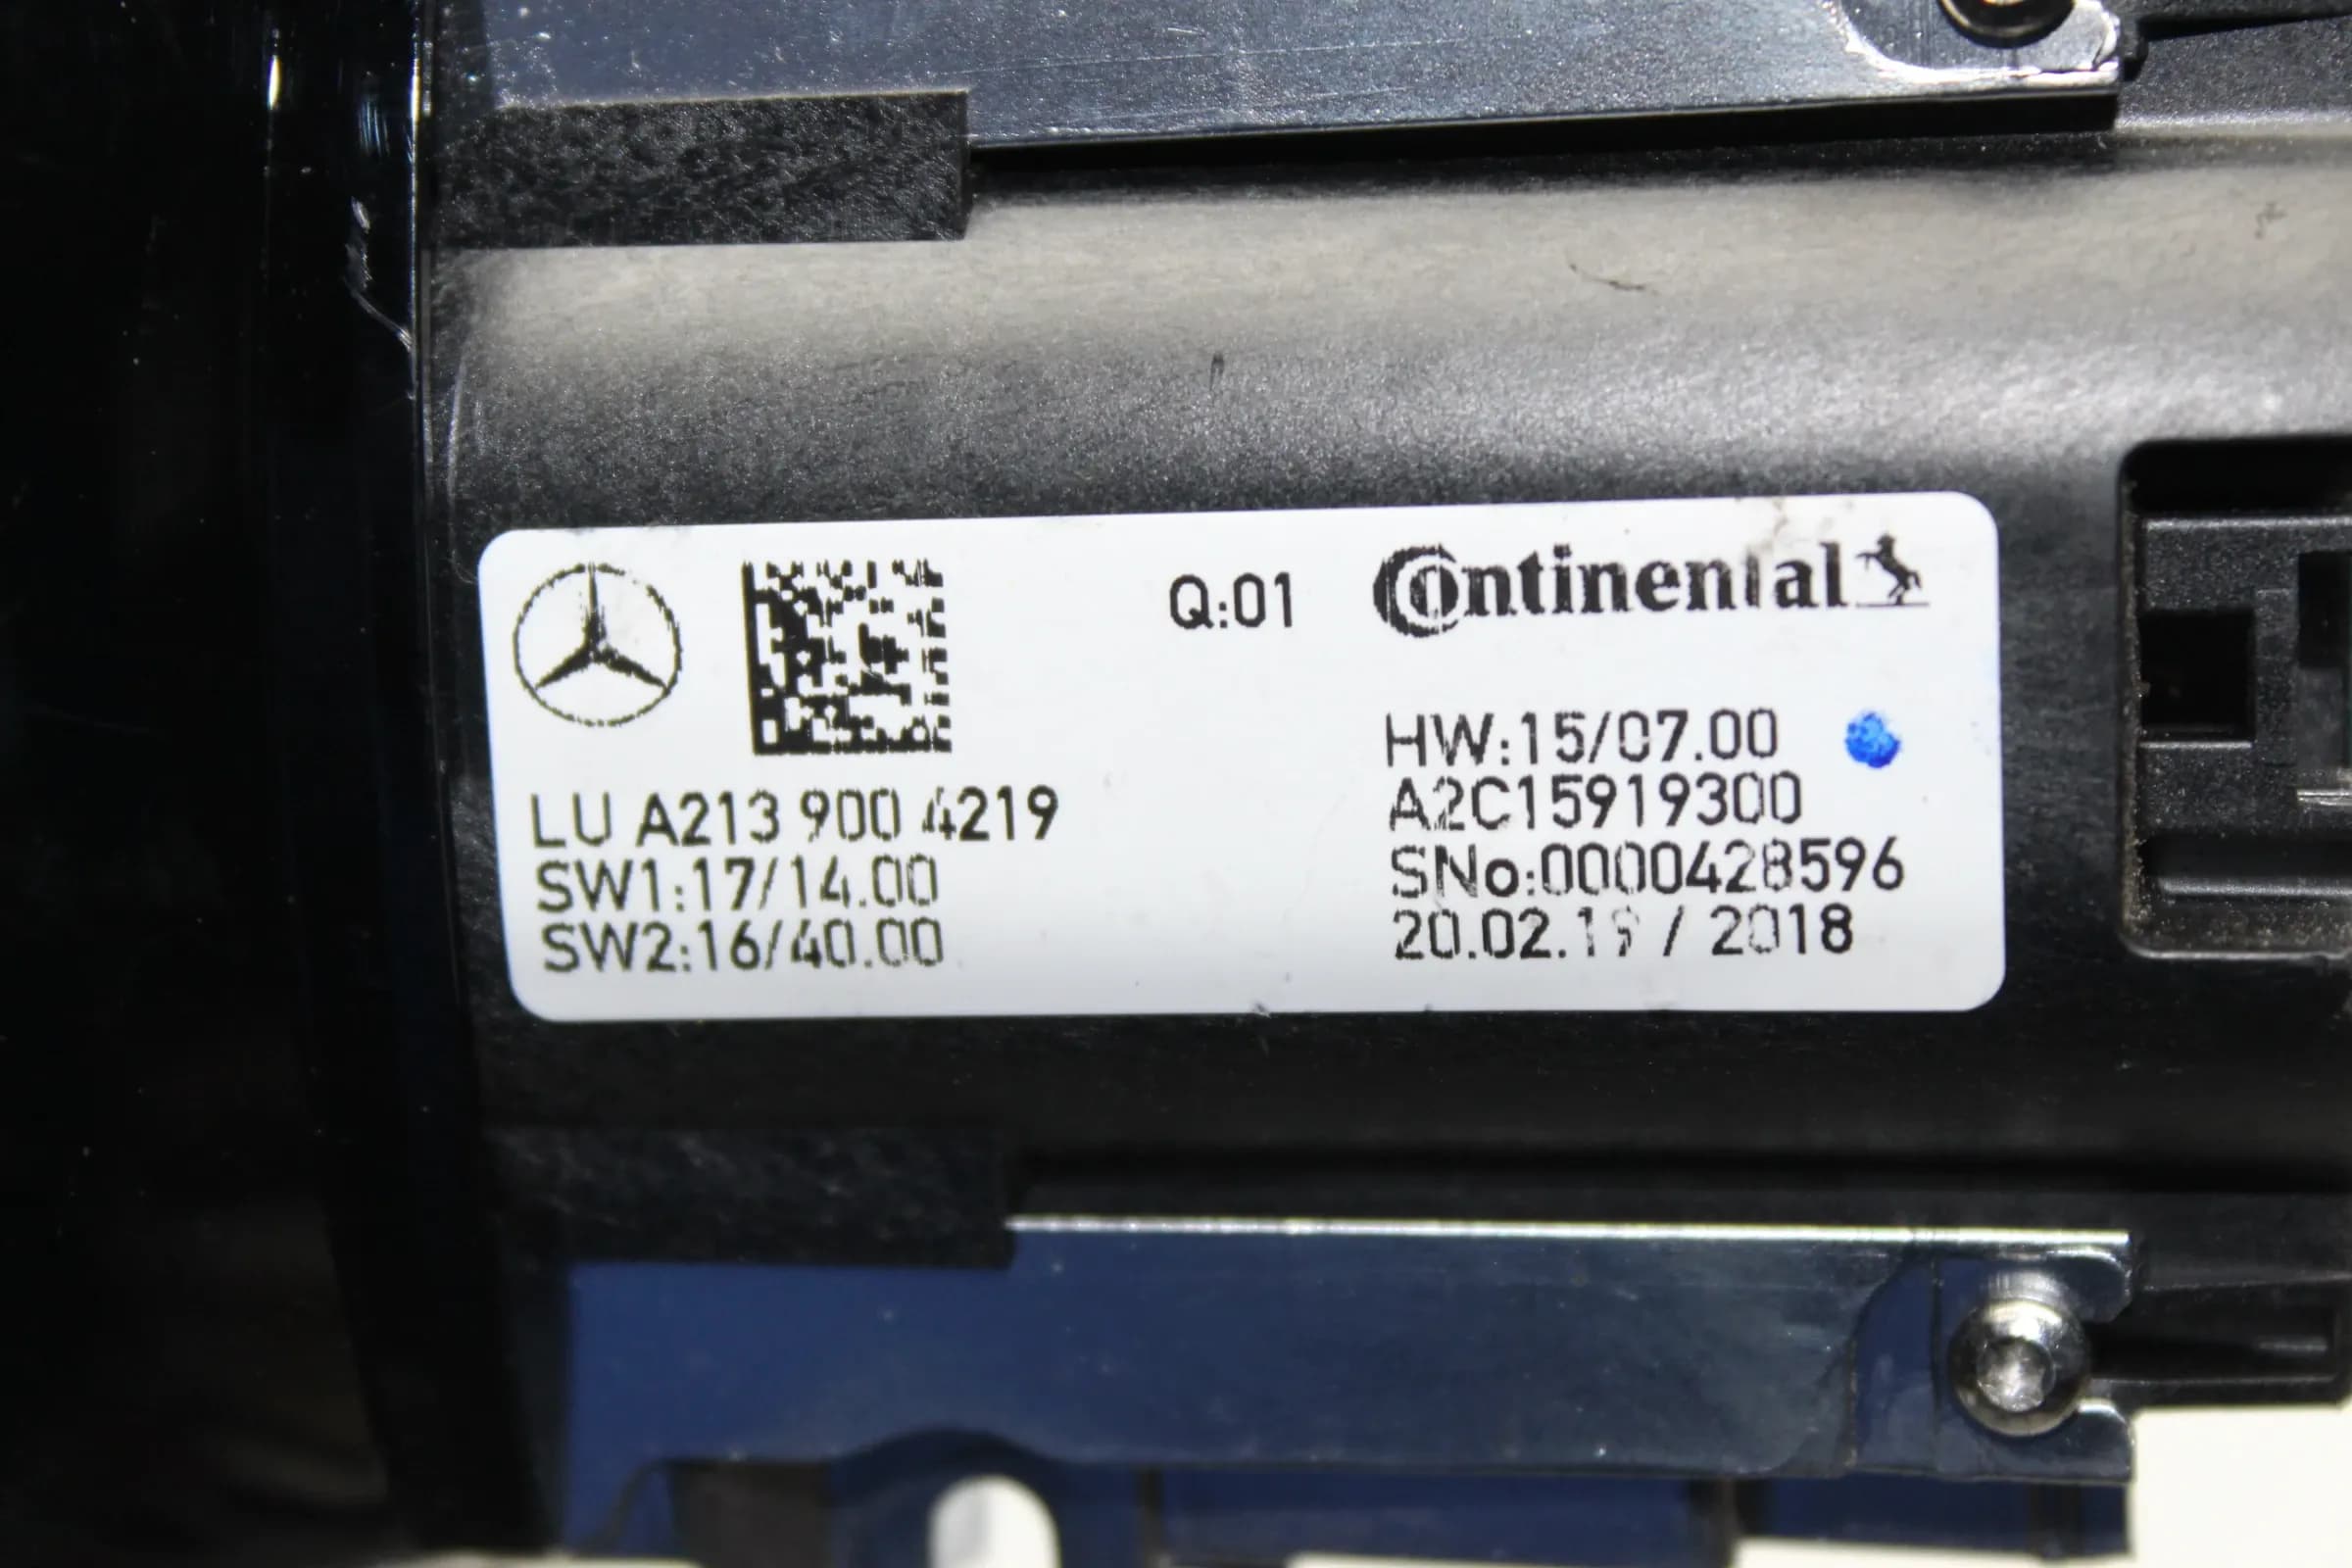 Q:01
Continental
LU A213 900 4219
SW1:17/14.00
SW2:16/40.00
HW:15/07.00
A2C15919300
SNo:0000428596
20.02.19 / 2018